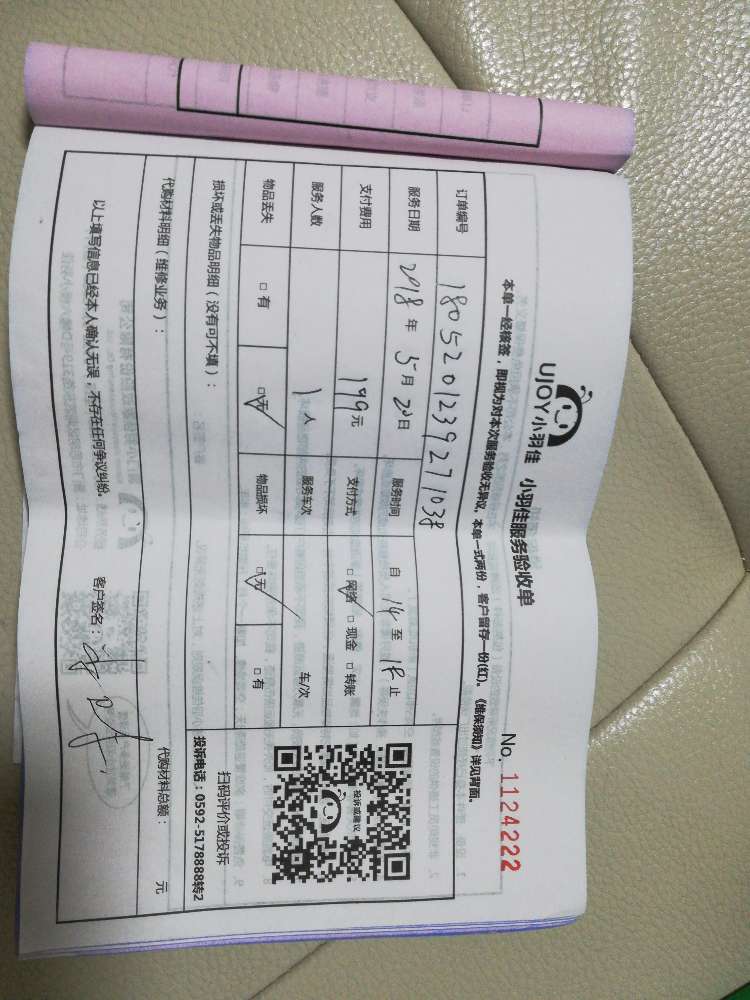 UJOY小羽佳 小羽佳服务验收单
No. 1124222
本单一经核签，即视为对本次服务验收无异议。本单一式两份，客户留存一份(红)。《维保须知》详见背面。
订单编号 1805201239271038
服务日期 2018 年 5 月 20 日 服务时间 自 14 至 18 止
支付费用 199 元 支付方式 □网络 □现金 □转账
服务人数 1 人 服务车次 车/次
物品丢失 □有 □无 物品损坏 □无 □有
损坏或丢失物品明细（没有可不填）：
投诉或建议
扫码评价或投诉
投诉电话：0592-5178888转2
代购材料明细（维修业务）： 代购材料总额： 元
以上填写信息已经本人确认无误，不存在任何争议纠纷。 客户签名：